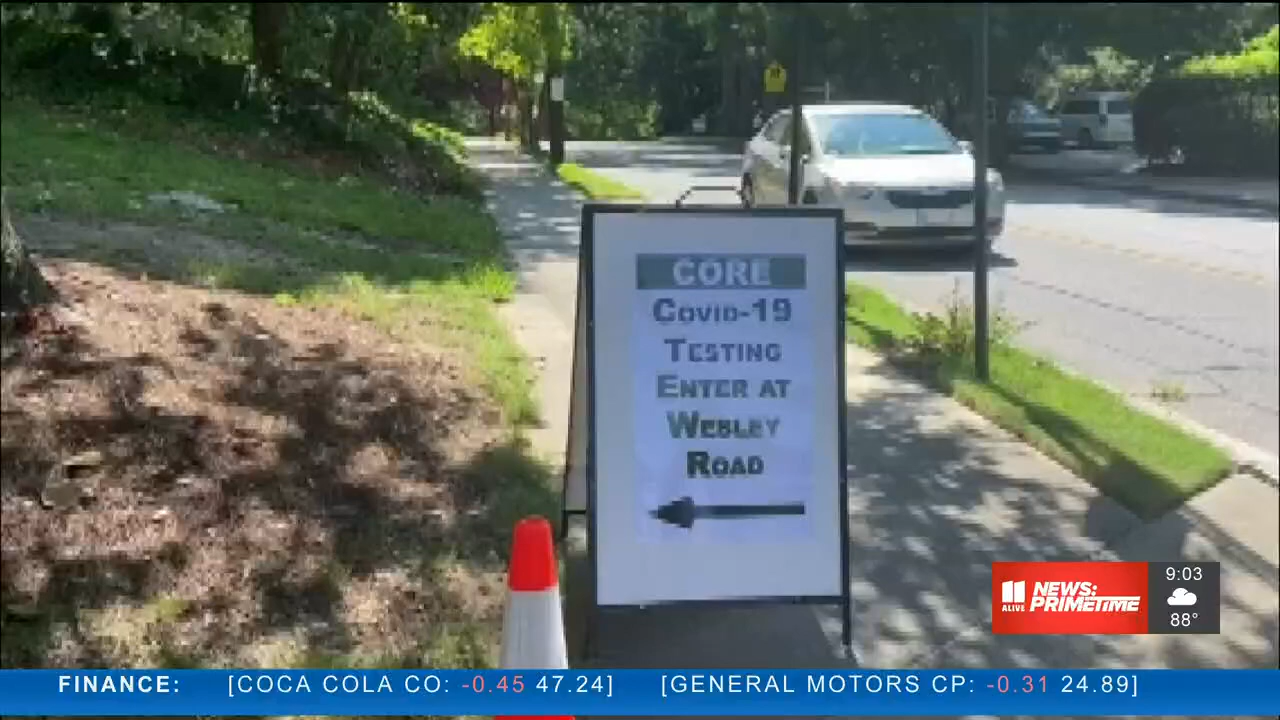 CORE
COVID-19
TESTING
ENTER AT
WEBLEY
ROAD
11 ALIVE NEWS: PRIMETIME
9:03
88°
FINANCE: [COCA COLA CO: -0.45 47.24] [GENERAL MOTORS CP: -0.31 24.89]